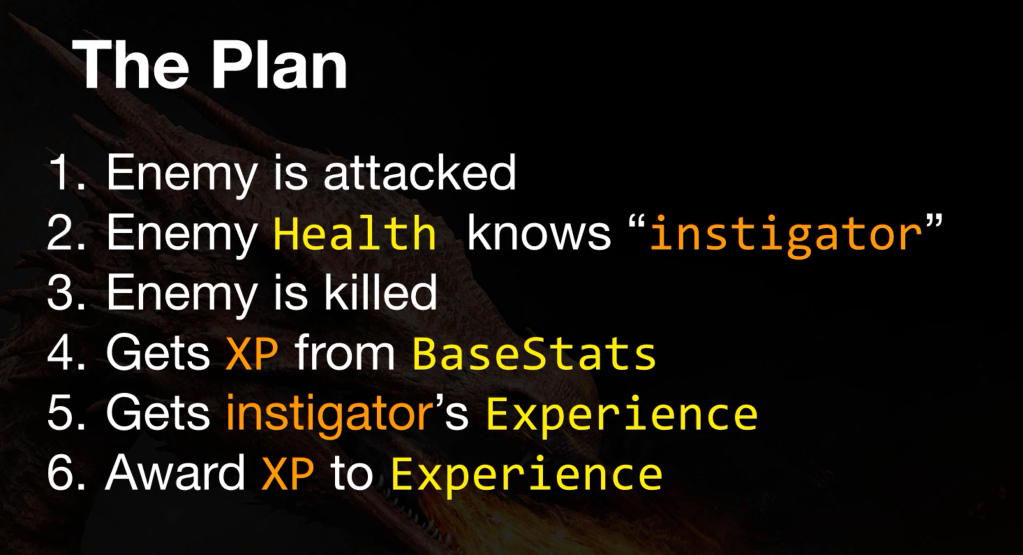 The Plan
1. Enemy is attacked
2. Enemy Health knows “instigator”
3. Enemy is killed
4. Gets XP from BaseStats
5. Gets instigator’s Experience
6. Award XP to Experience